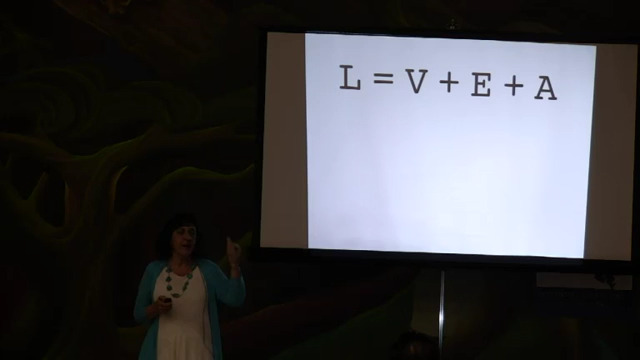 L = V + E + A